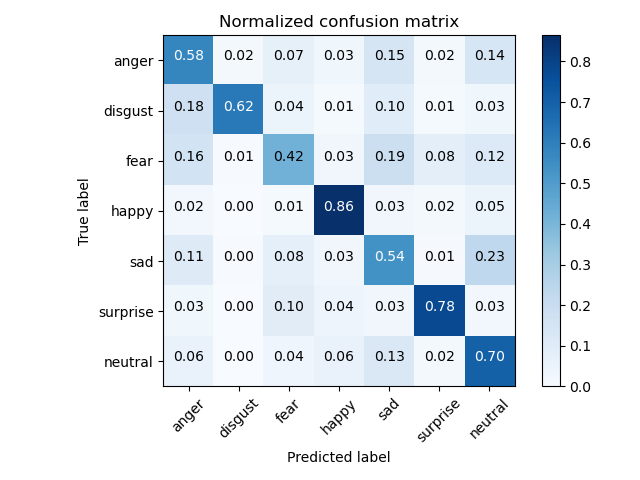 Normalized confusion matrix
anger 0.58 0.02 0.07 0.03 0.15 0.02 0.14
disgust 0.18 0.62 0.04 0.01 0.10 0.01 0.03
fear 0.16 0.01 0.42 0.03 0.19 0.08 0.12
happy 0.02 0.00 0.01 0.86 0.03 0.02 0.05
sad 0.11 0.00 0.08 0.03 0.54 0.01 0.23
surprise 0.03 0.00 0.10 0.04 0.03 0.78 0.03
neutral 0.06 0.00 0.04 0.06 0.13 0.02 0.70
anger disgust fear happy sad surprise neutral
True label
Predicted label
0.8
0.7
0.6
0.5
0.4
0.3
0.2
0.1
0.0